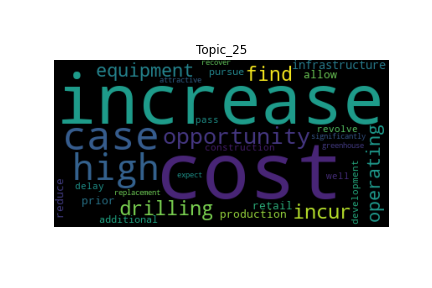 Topic_25
recover
equipment
find
infrastructure
attractive
pursue
allow
increase
pass
case
opportunity
revolve
significantly
construction
greenhouse
high
cost
operating
expect
well
delay
replacement
reduce
prior
drilling
retail
development
production
incur
additional